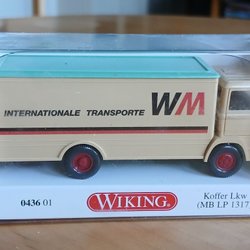 INTERNATIONALE TRANSPORTE WM
0436 01
WIKING®
Koffer Lkw
(MB LP 1317